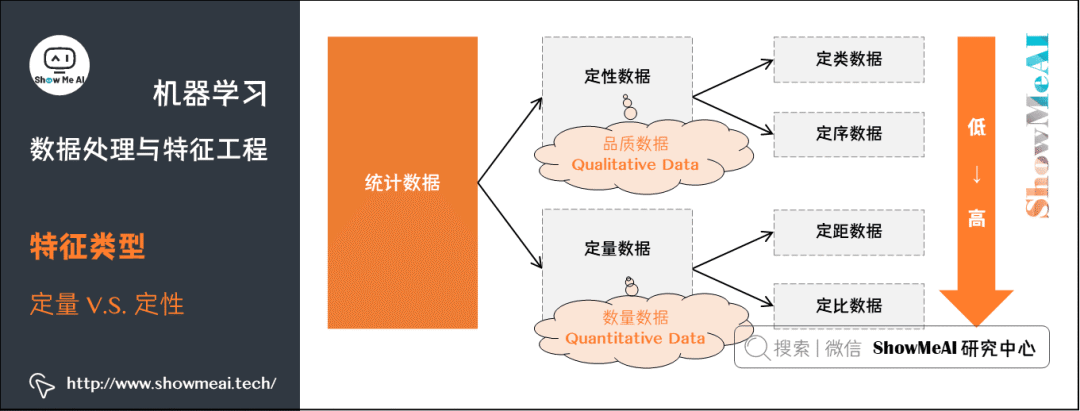 Show Me AI
机器学习
数据处理与特征工程
特征类型
定量 V.S. 定性
http://www.showmeai.tech/
统计数据
定性数据
品质数据
Qualitative Data
定量数据
数量数据
Quantitative Data
定类数据
定序数据
定距数据
定比数据
低
→
高
ShowMeAI
搜索 | 微信 ShowMeAI 研究中心